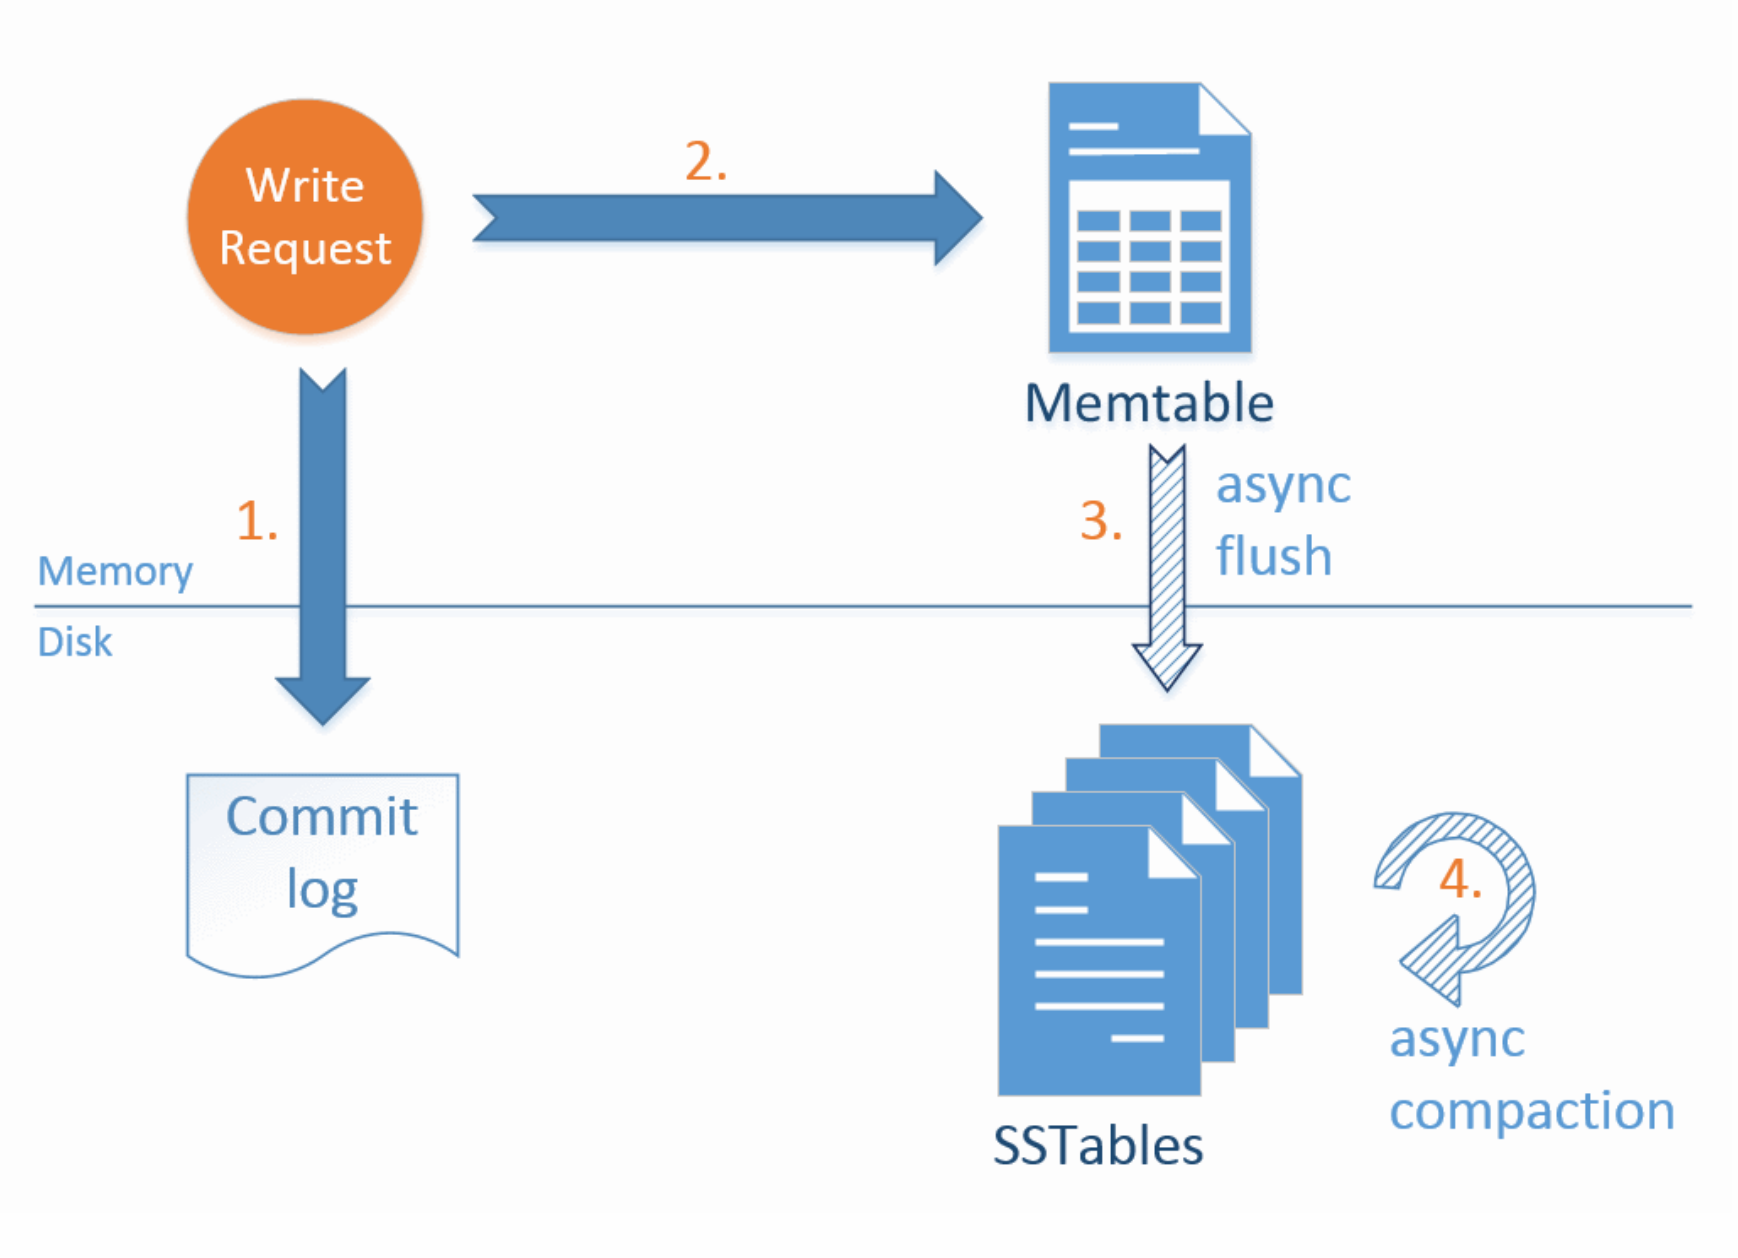 Write
Request
2.
Memtable
1.
3.
async
flush
Memory
Disk
Commit
log
4.
async
compaction
SSTables